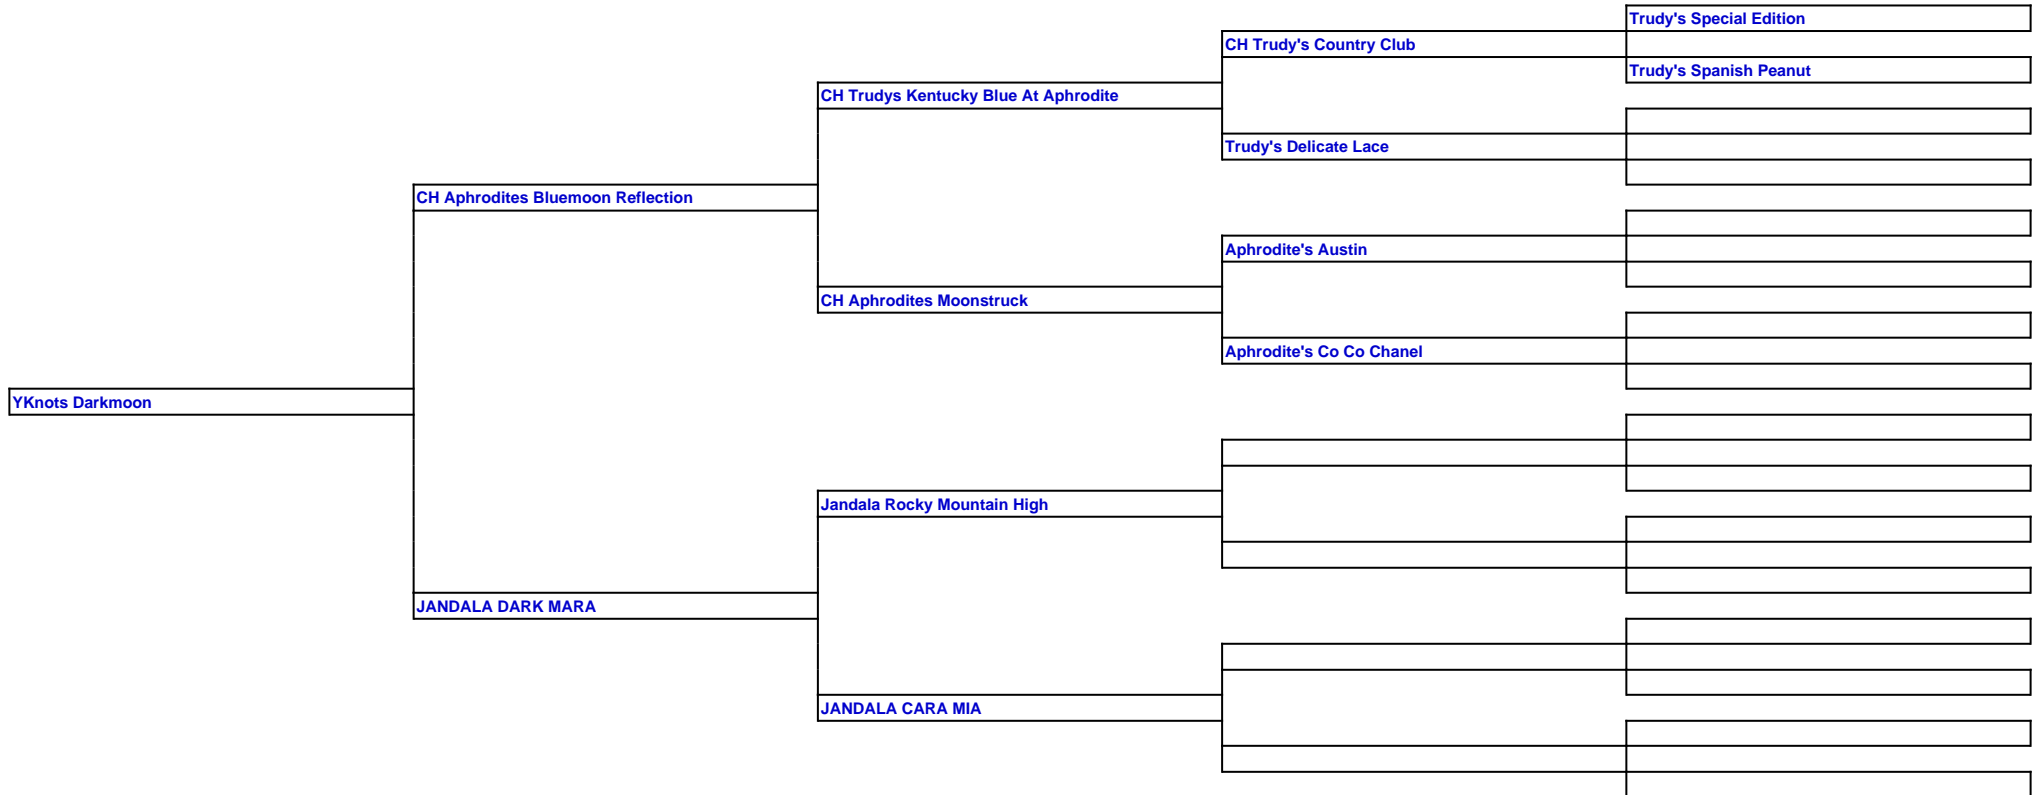 Trudy's Special Edition
CH Trudy's Country Club
Trudy's Spanish Peanut
CH Trudys Kentucky Blue At Aphrodite
Trudy's Delicate Lace
CH Aphrodites Bluemoon Reflection
Aphrodite's Austin
CH Aphrodites Moonstruck
Aphrodite's Co Co Chanel
YKnots Darkmoon
Jandala Rocky Mountain High
JANDALA DARK MARA
JANDALA CARA MIA